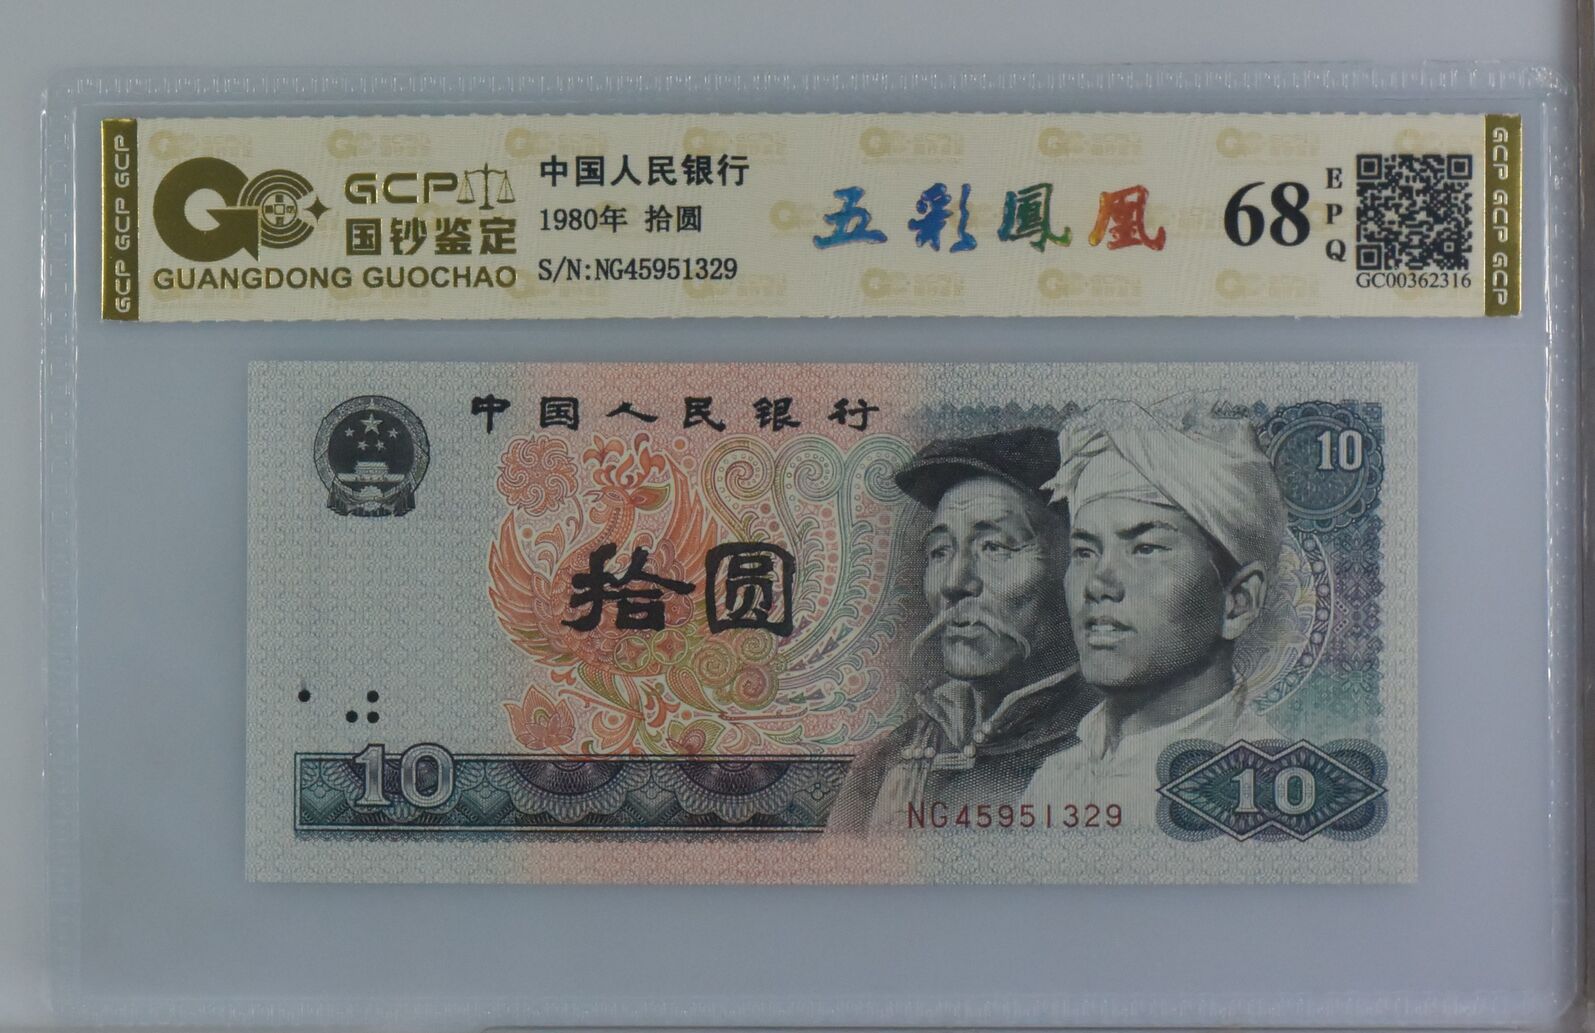 GCP GCP GCP
GCP
国钞鉴定
GUANGDONG GUOCHAO
中国人民银行
1980年 拾圆
S/N:NG45951329
五彩鳳凰
68
EPQ
GC00362316
GCP GCP GCP
中国人民银行
10
拾圆
10
NG45951329
10